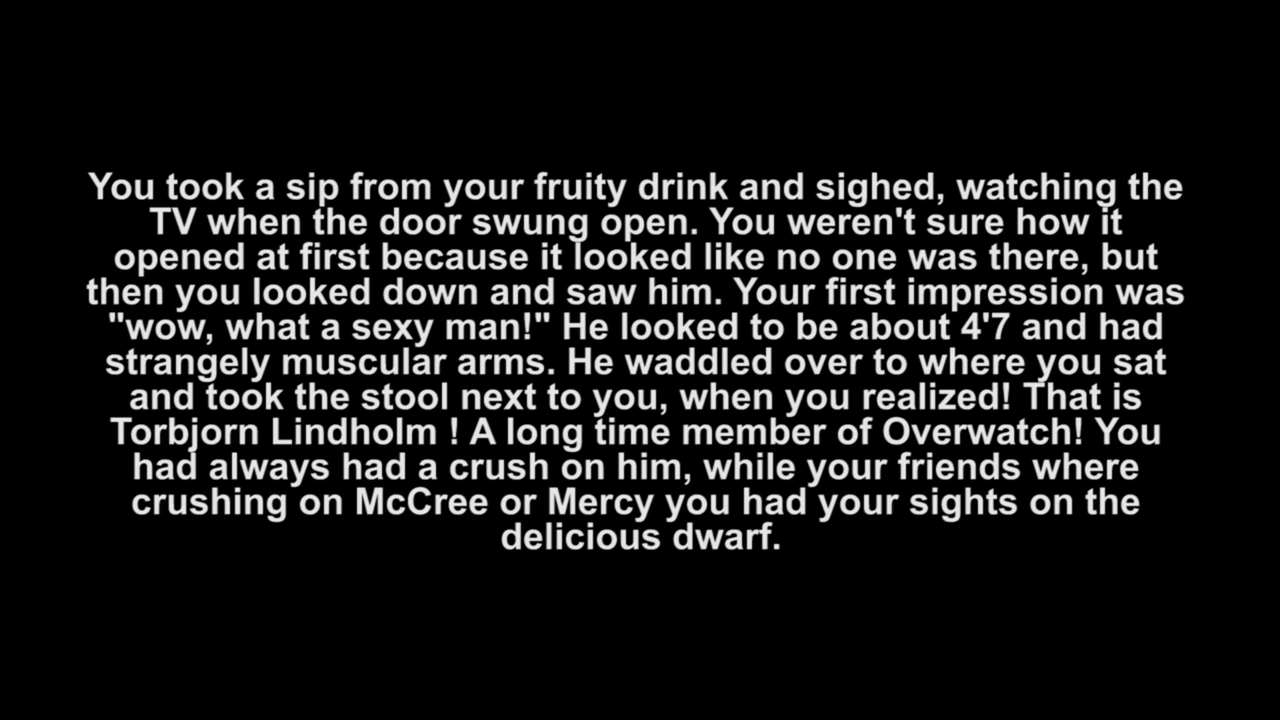 You took a sip from your fruity drink and sighed, watching the
TV when the door swung open. You weren't sure how it
opened at first because it looked like no one was there, but
then you looked down and saw him. Your first impression was
"wow, what a sexy man!" He looked to be about 4'7 and had
strangely muscular arms. He waddled over to where you sat
and took the stool next to you, when you realized! That is
Torbjorn Lindholm ! A long time member of Overwatch! You
had always had a crush on him, while your friends where
crushing on McCree or Mercy you had your sights on the
delicious dwarf.